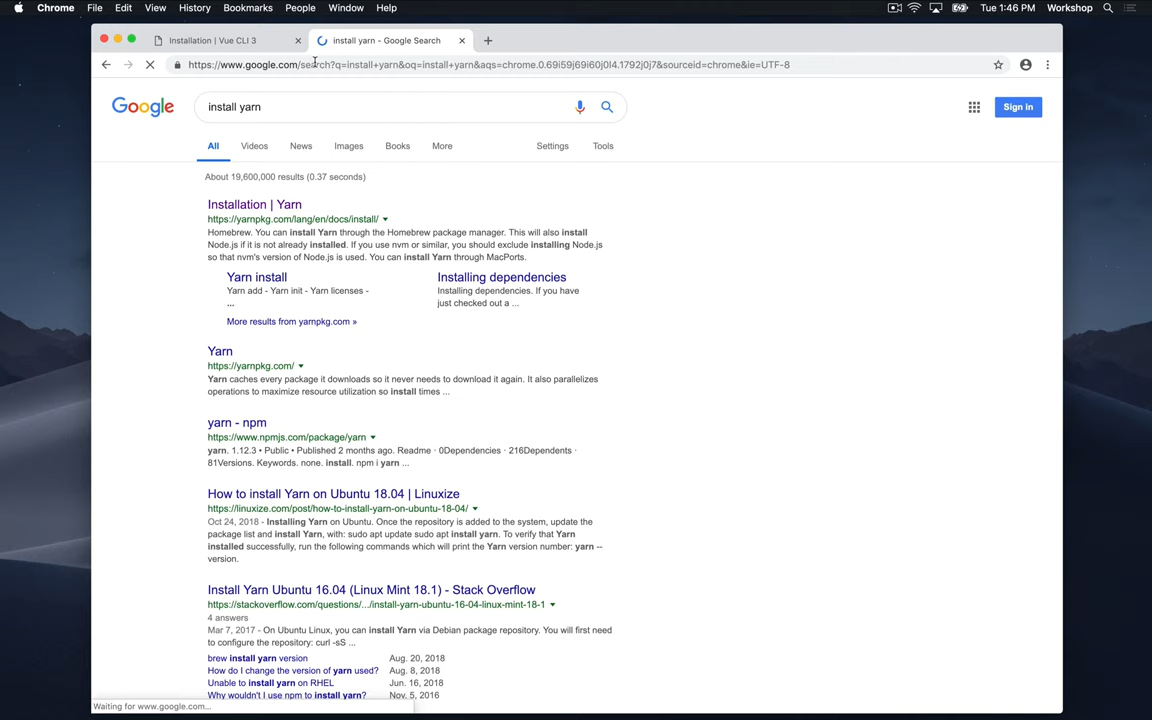 Chrome File Edit View History Bookmarks People Window Help Tue 1:46 PM Workshop
Installation | Vue CLI 3 install yarn - Google Search
https://www.google.com/search?q=install+yarn&oq=install+yarn&aqs=chrome.0.69i59j69i60j0l4.1792j0j7&sourceid=chrome&ie=UTF-8
Google install yarn Sign in
All Videos News Images Books More Settings Tools
About 19,600,000 results (0.37 seconds)
Installation | Yarn
https://yarnpkg.com/lang/en/docs/install/
Homebrew. You can install Yarn through the Homebrew package manager. This will also install
Node.js if it is not already installed. If you use nvm or similar, you should exclude installing Node.js
so that nvm's version of Node.js is used. You can install Yarn through MacPorts.
Yarn install Installing dependencies
Yarn add - Yarn init - Yarn licenses - Installing dependencies. If you have
... just checked out a ...
More results from yarnpkg.com »
Yarn
https://yarnpkg.com/
Yarn caches every package it downloads so it never needs to download it again. It also parallelizes
operations to maximize resource utilization so install times ...
yarn - npm
https://www.npmjs.com/package/yarn
yarn. 1.12.3 • Public • Published 2 months ago. Readme · 0Dependencies · 216Dependents ·
81Versions. Keywords. none. install. npm i yarn ...
How to install Yarn on Ubuntu 18.04 | Linuxize
https://linuxize.com/post/how-to-install-yarn-on-ubuntu-18-04/
Oct 24, 2018 - Installing Yarn on Ubuntu. Once the repository is added to the system, update the
package list and install Yarn, with: sudo apt update sudo apt install yarn. To verify that Yarn
installed successfully, run the following commands which will print the Yarn version number: yarn --
version.
Install Yarn Ubuntu 16.04 (Linux Mint 18.1) - Stack Overflow
https://stackoverflow.com/questions/.../install-yarn-ubuntu-16-04-linux-mint-18-1
4 answers
Mar 7, 2017 - On Ubuntu Linux, you can install Yarn via Debian package repository. You will first need
to configure the repository: curl -sS ...
brew install yarn version Aug. 20, 2018
How do I change the version of yarn used? Aug. 8, 2018
Unable to install yarn on RHEL Jun. 16, 2018
Why wouldn't I use npm to install yarn? Nov. 5, 2016
Waiting for www.google.com...